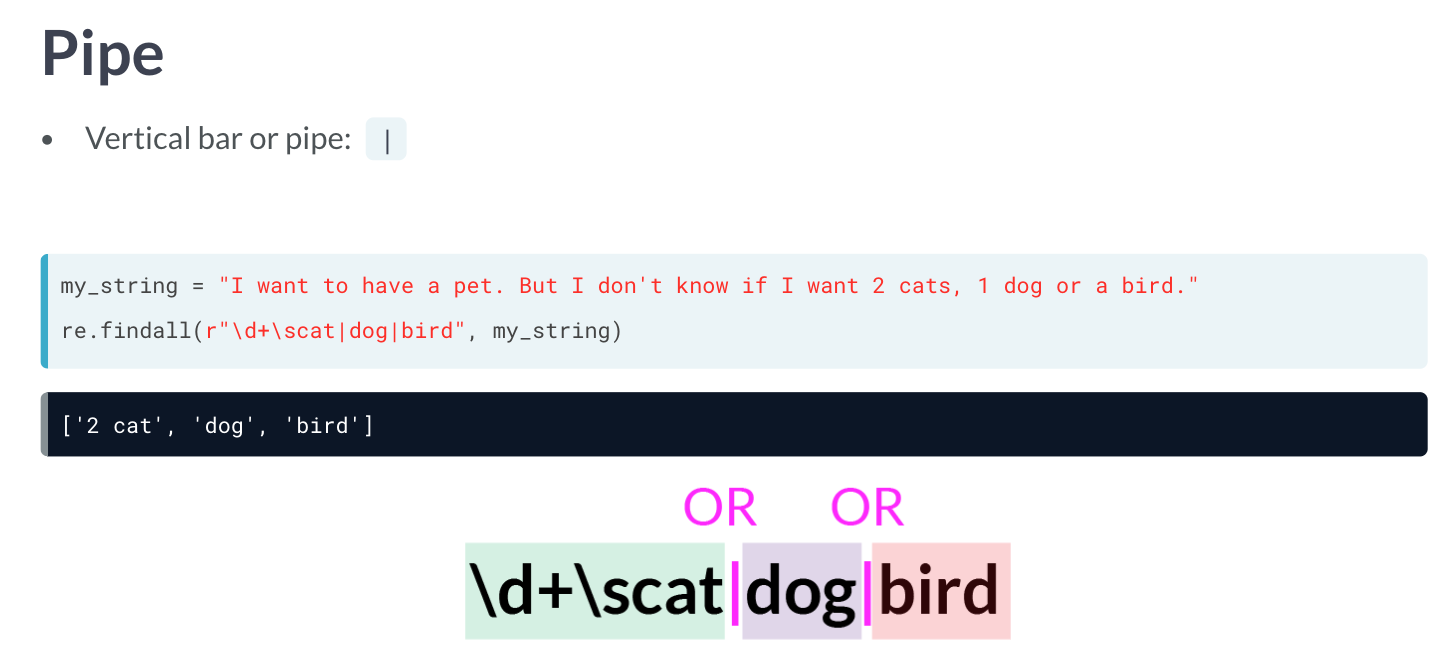 Pipe
• Vertical bar or pipe: |
my_string = "I want to have a pet. But I don't know if I want 2 cats, 1 dog or a bird."
re.findall(r"\d+\scat|dog|bird", my_string)
['2 cat', 'dog', 'bird']
OR OR
\d+\scat|dog|bird